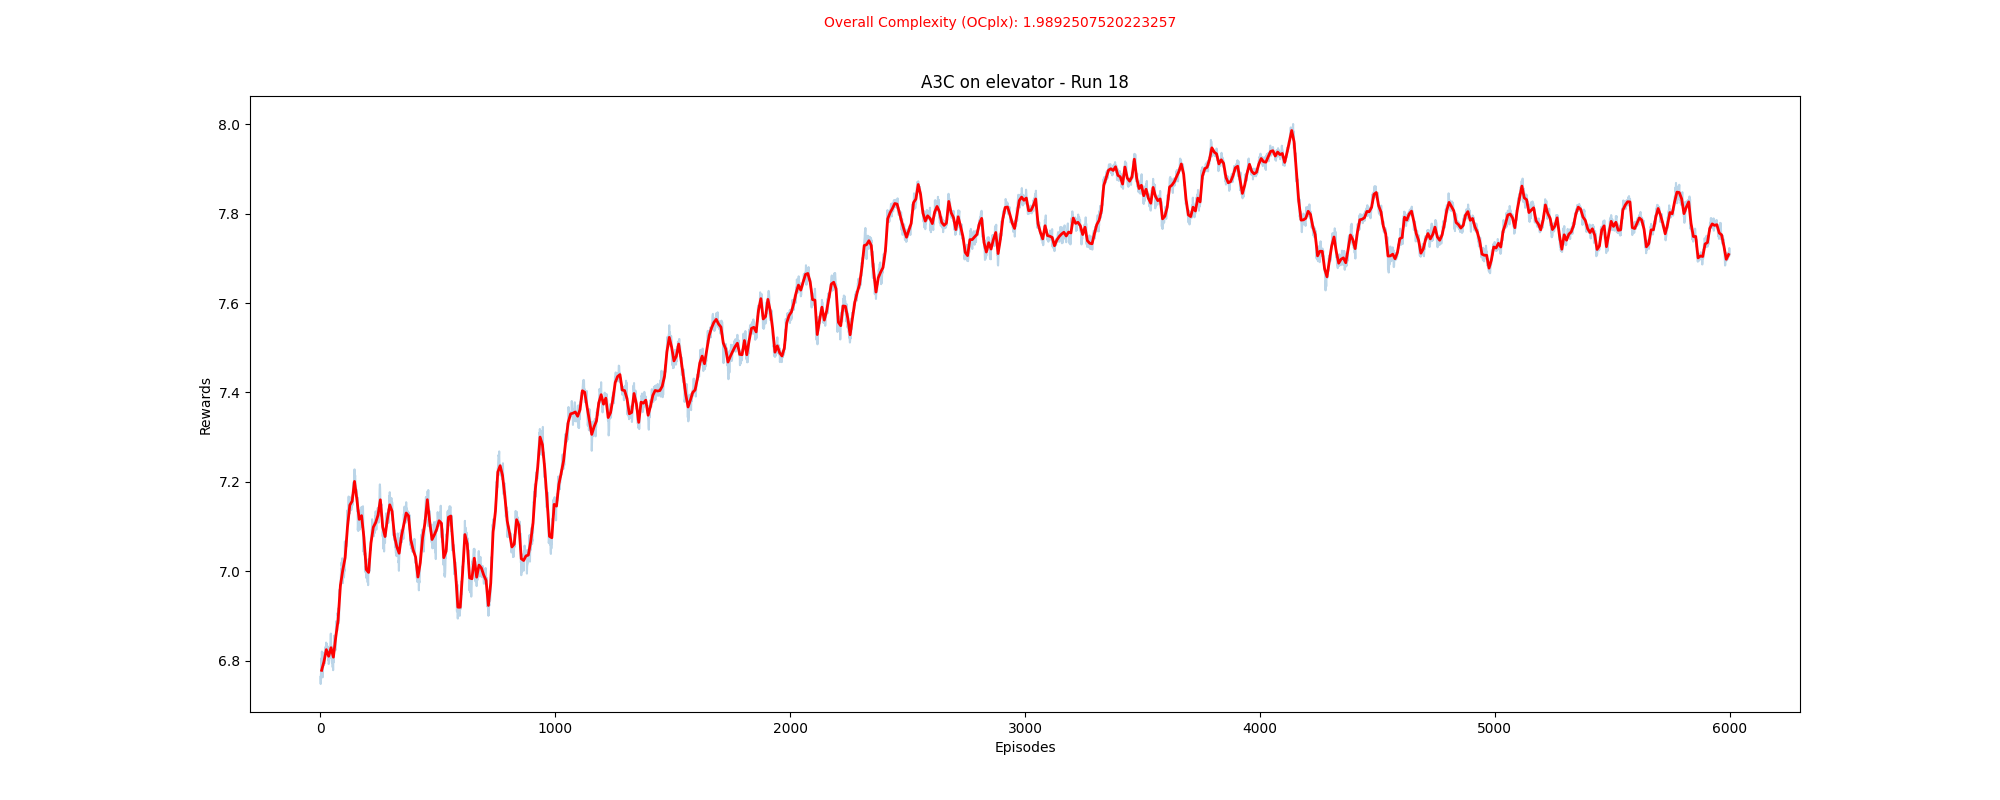 Overall Complexity (OCplx): 1.9892507520223257
A3C on elevator - Run 18
8.0
7.8
7.6
7.4
7.2
7.0
6.8
Rewards
0 1000 2000 3000 4000 5000 6000
Episodes